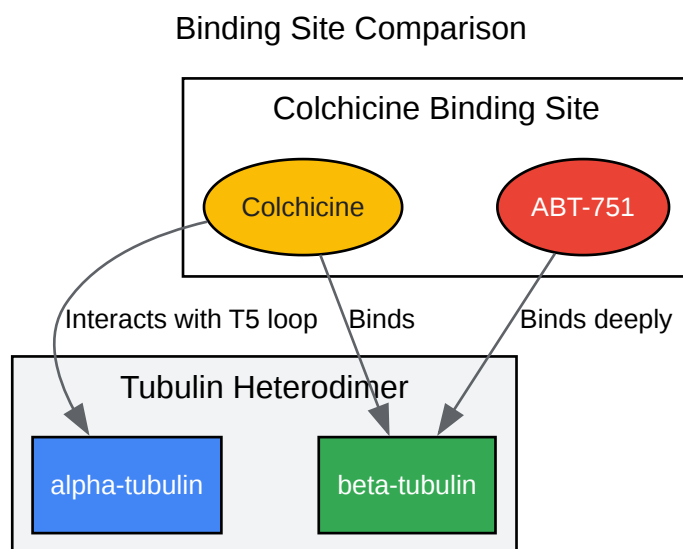 Binding Site Comparison
Colchicine Binding Site
Colchicine
ABT-751
Interacts with T5 loop
Binds
Binds deeply
Tubulin Heterodimer
alpha-tubulin
beta-tubulin